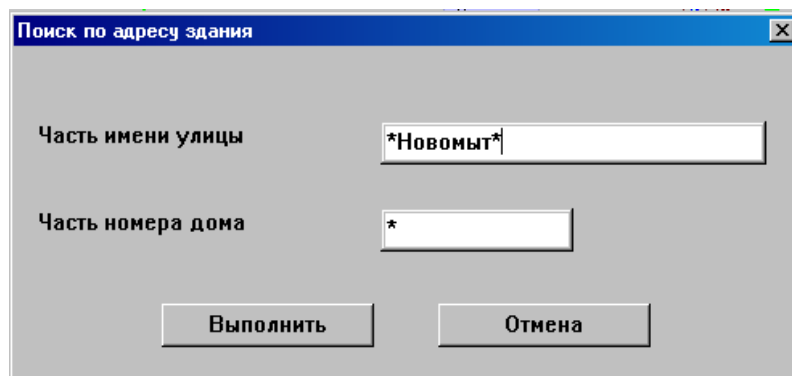 Поиск по адресу здания
Часть имени улицы *Новомыт*
Часть номера дома *
Выполнить Отмена